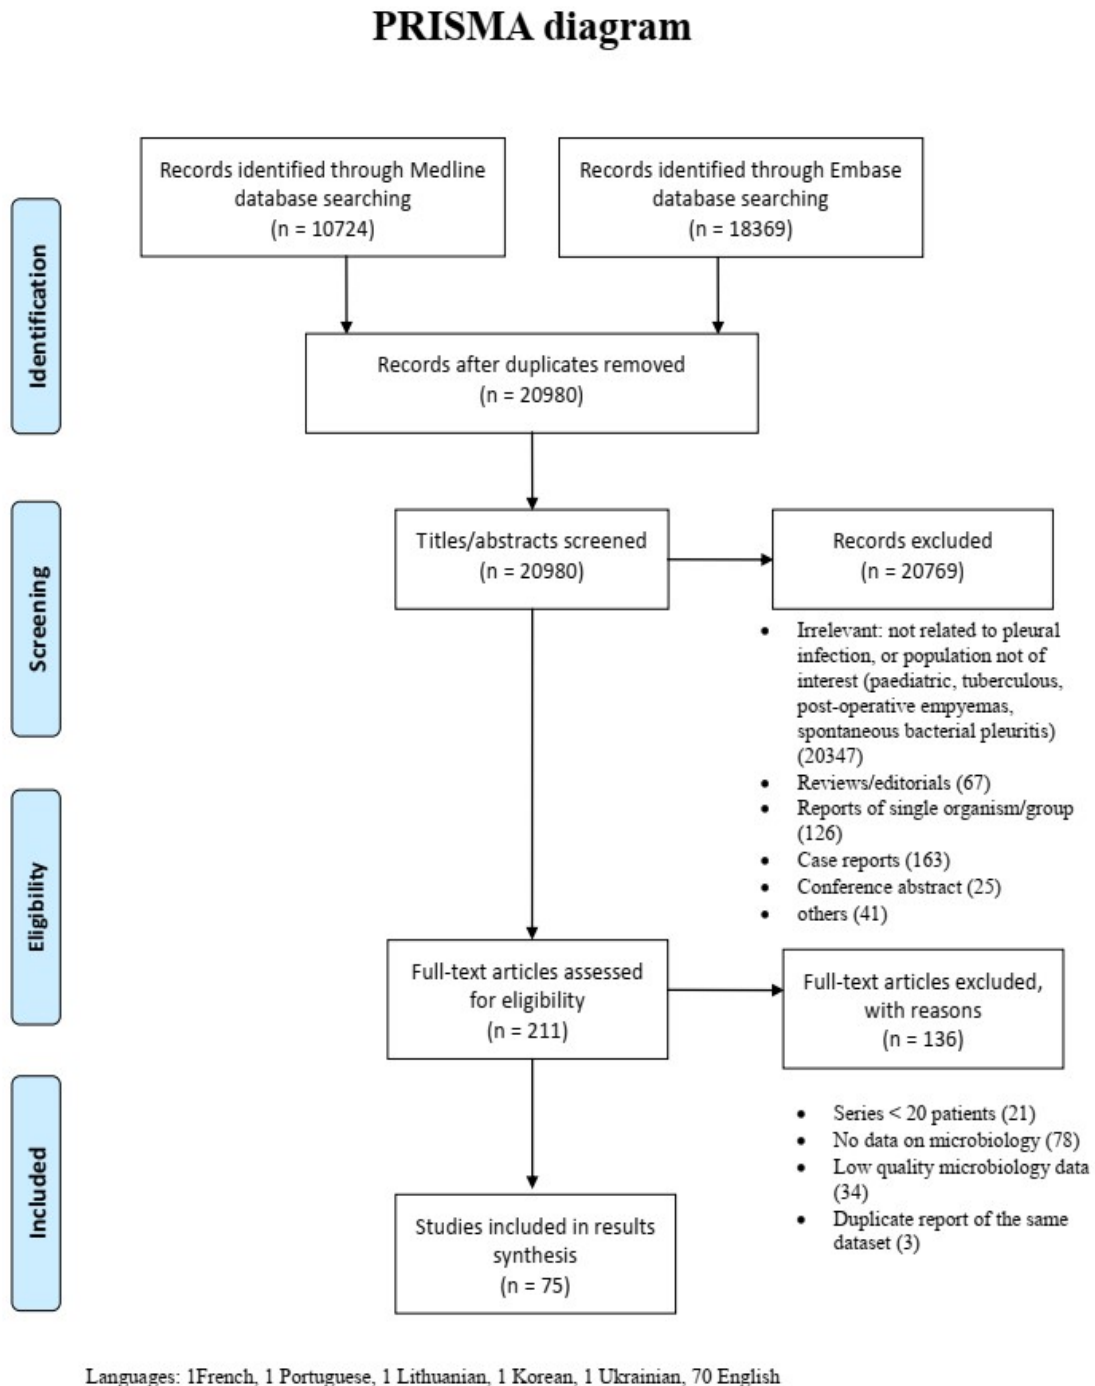 PRISMA diagram
Records identified through Medline
database searching
(n = 10724)
Records identified through Embase
database searching
(n = 18369)
Identification
Records after duplicates removed
(n = 20980)
Screening
Titles/abstracts screened
(n = 20980)
Records excluded
(n = 20769)
• Irrelevant: not related to pleural
infection, or population not of
interest (paediatric, tuberculous,
post-operative empyemas,
spontaneous bacterial pleuritis)
(20347)
• Reviews/editorials (67)
• Reports of single organism/group
(126)
• Case reports (163)
• Conference abstract (25)
• others (41)
Eligibility
Full-text articles assessed
for eligibility
(n = 211)
Full-text articles excluded,
with reasons
(n = 136)
• Series < 20 patients (21)
• No data on microbiology (78)
• Low quality microbiology data
(34)
• Duplicate report of the same
dataset (3)
Included
Studies included in results
synthesis
(n = 75)
Languages: 1French, 1 Portuguese, 1 Lithuanian, 1 Korean, 1 Ukrainian, 70 English